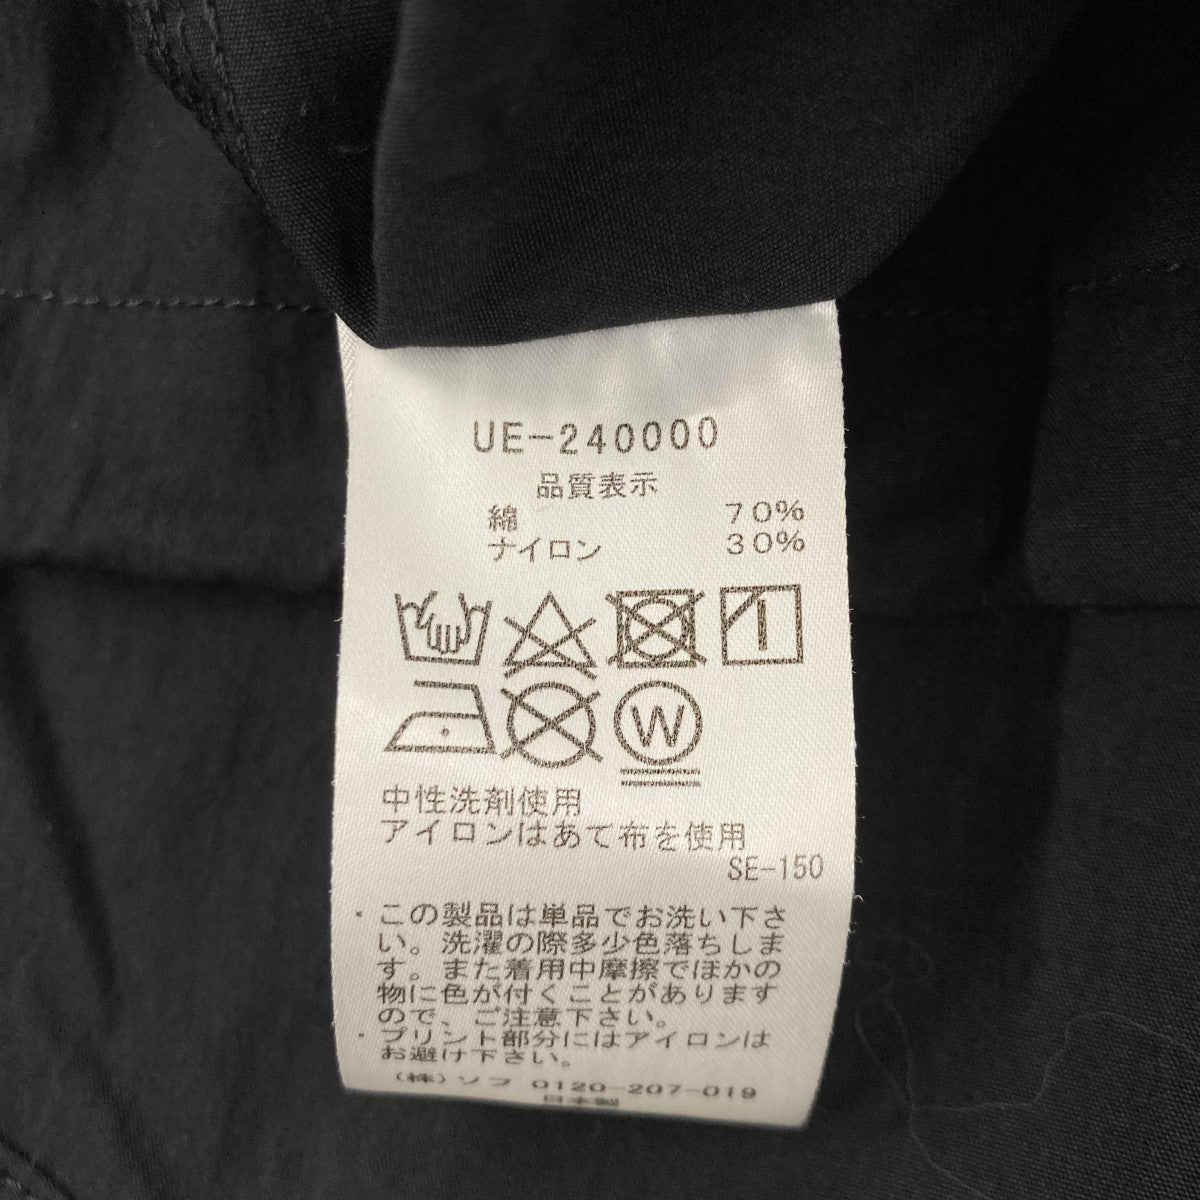 UE-240000
品質表示
綿 70%
ナイロン 30%
W
中性洗剤使用
アイロンはあて布を使用
SE-150
・この製品は単品でお洗い下さ
い。洗濯の際多少色落ちしま
す。また着用中摩擦でほかの
物に色が付くことがあります
ので、ご注意下さい。
・プリント部分にはアイロンは
お避け下さい。
(株)ソフ 0120-207-019
日本製